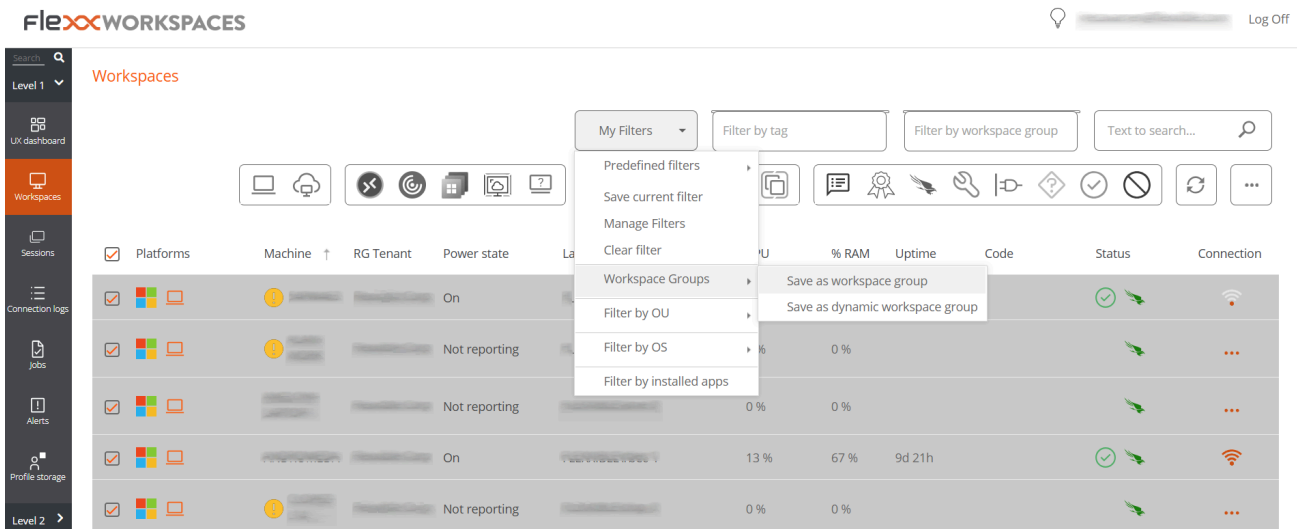 FlexxWORKSPACES
Log Off
Search
Level 1
Workspaces
UX dashboard
My Filters
Filter by tag
Filter by workspace group
Text to search...
Workspaces
Predefined filters
Save current filter
Manage Filters
Clear filter
Sessions
Platforms Machine ↑ RG Tenant Power state La PU % RAM Uptime Code Status Connection
Workspace Groups
Save as workspace group
Save as dynamic workspace group
Connection logs
On
Filter by OU
Jobs
Not reporting
Filter by OS
% 0 %
Filter by installed apps
Alerts
Not reporting 0 % 0 %
Profile storage
On 13 % 67 % 9d 21h
Level 2
Not reporting 0 % 0 %